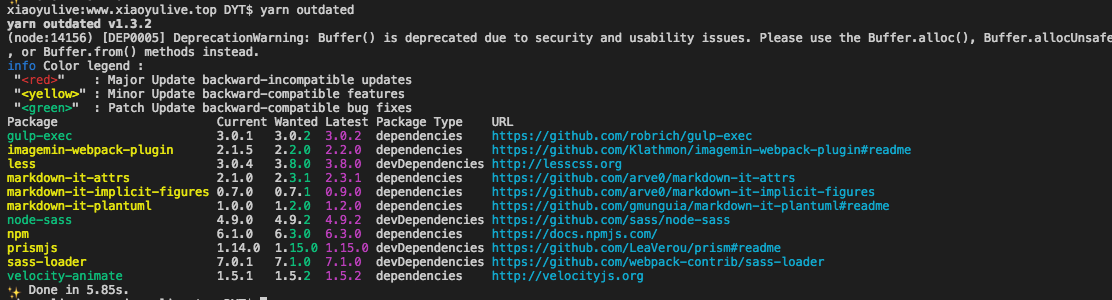 xiaoyulive:www.xiaoyulive.top DYT$ yarn outdated
yarn outdated v1.3.2
(node:14156) [DEP0005] DeprecationWarning: Buffer() is deprecated due to security and usability issues. Please use the Buffer.alloc(), Buffer.allocUnsafe
, or Buffer.from() methods instead.
info Color legend :
"<red>"    : Major Update backward-incompatible updates
"<yellow>" : Minor Update backward-compatible features
"<green>"  : Patch Update backward-compatible bug fixes
Package                       Current Wanted Latest Package Type    URL
gulp-exec                     3.0.1   3.0.2  3.0.2  dependencies    https://github.com/robrich/gulp-exec
imagemin-webpack-plugin       2.1.5   2.2.0  2.2.0  dependencies    https://github.com/Klathmon/imagemin-webpack-plugin#readme
less                          3.0.4   3.8.0  3.8.0  devDependencies http://lesscss.org
markdown-it-attrs             2.1.0   2.3.1  2.3.1  dependencies    https://github.com/arve0/markdown-it-attrs
markdown-it-implicit-figures  0.7.0   0.7.1  0.9.0  dependencies    https://github.com/arve0/markdown-it-implicit-figures
markdown-it-plantuml          1.0.0   1.2.0  1.2.0  dependencies    https://github.com/gmunguia/markdown-it-plantuml#readme
node-sass                     4.9.0   4.9.2  4.9.2  devDependencies https://github.com/sass/node-sass
npm                           6.1.0   6.3.0  6.3.0  dependencies    https://docs.npmjs.com/
prismjs                       1.14.0  1.15.0 1.15.0 devDependencies https://github.com/LeaVerou/prism#readme
sass-loader                   7.0.1   7.1.0  7.1.0  devDependencies https://github.com/webpack-contrib/sass-loader
velocity-animate              1.5.1   1.5.2  1.5.2  dependencies    http://velocityjs.org
✨ Done in 5.85s.